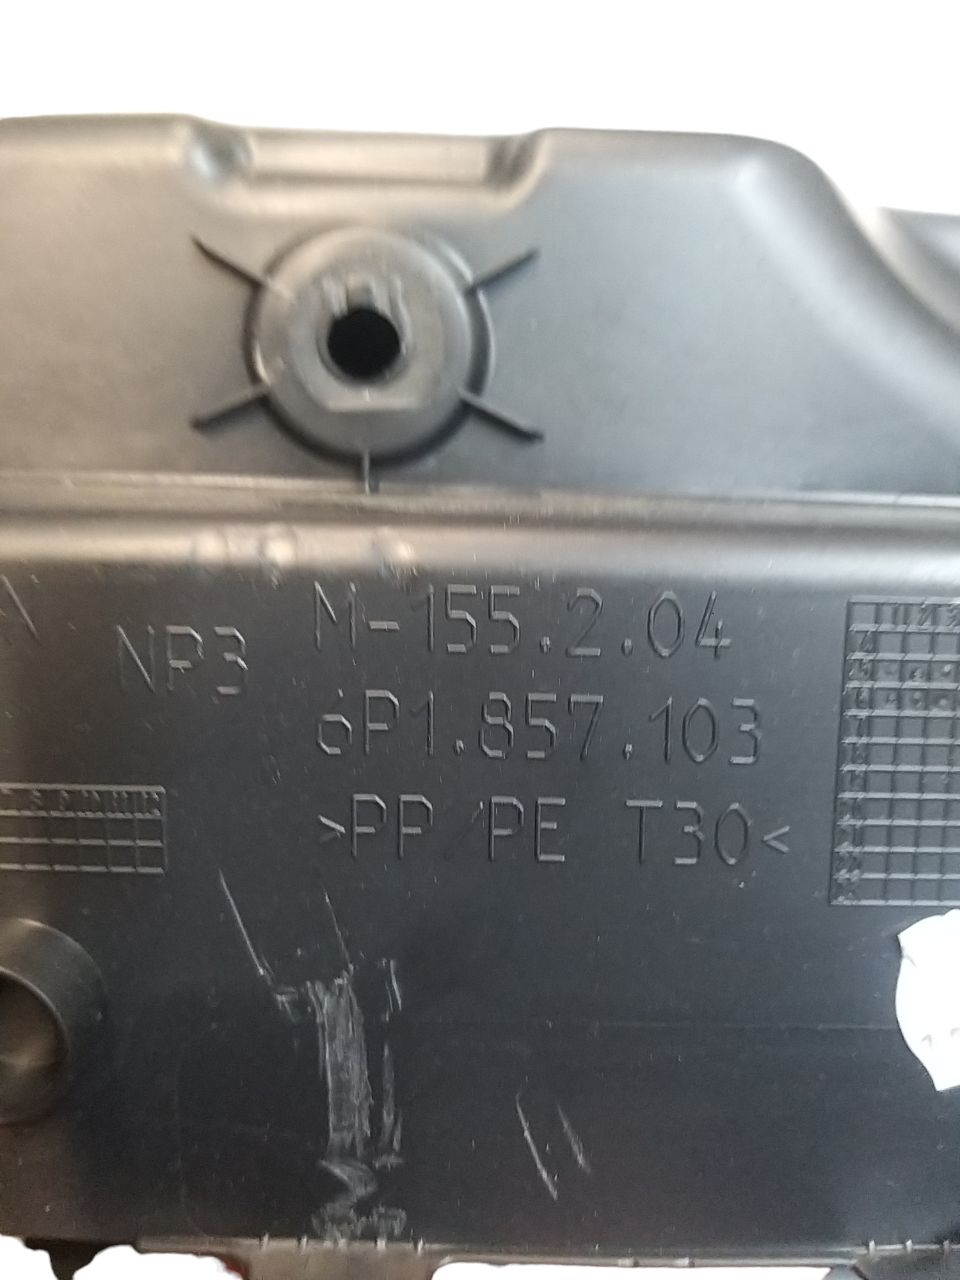 NP3
M-155.2.04
6P1.857.103
>PP/PE T30<